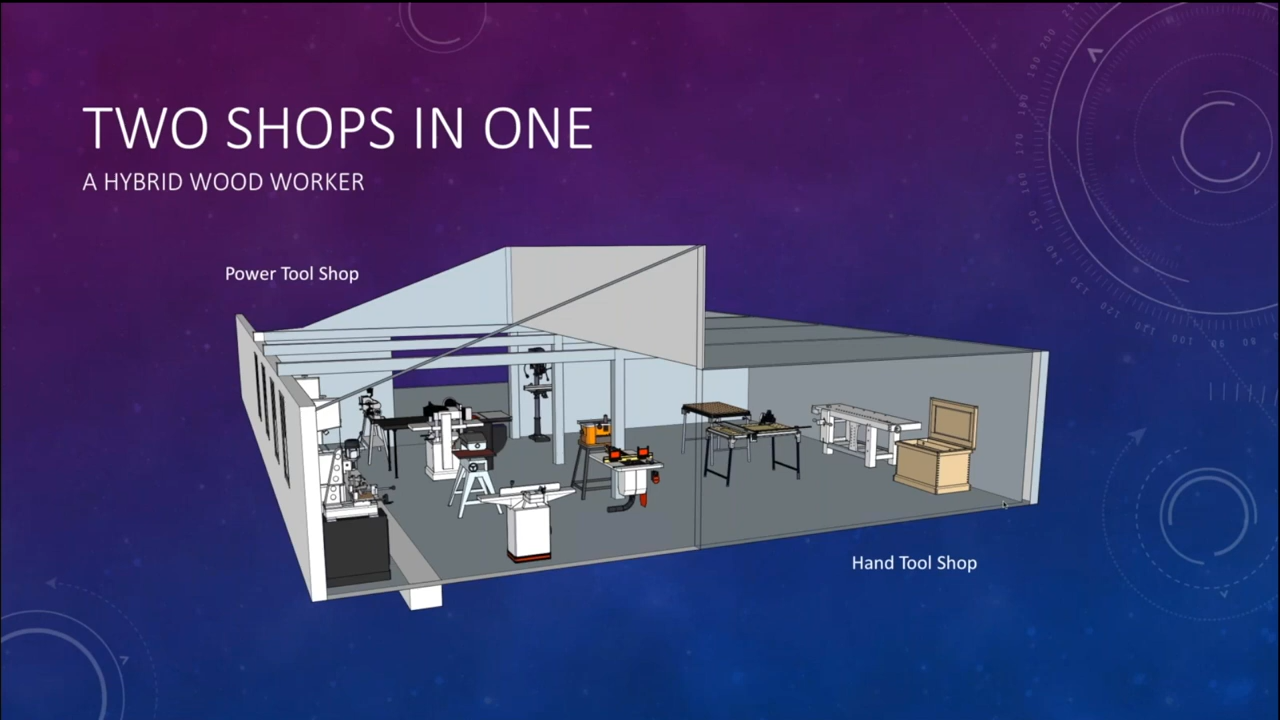 TWO SHOPS IN ONE
A HYBRID WOOD WORKER
Power Tool Shop
Hand Tool Shop